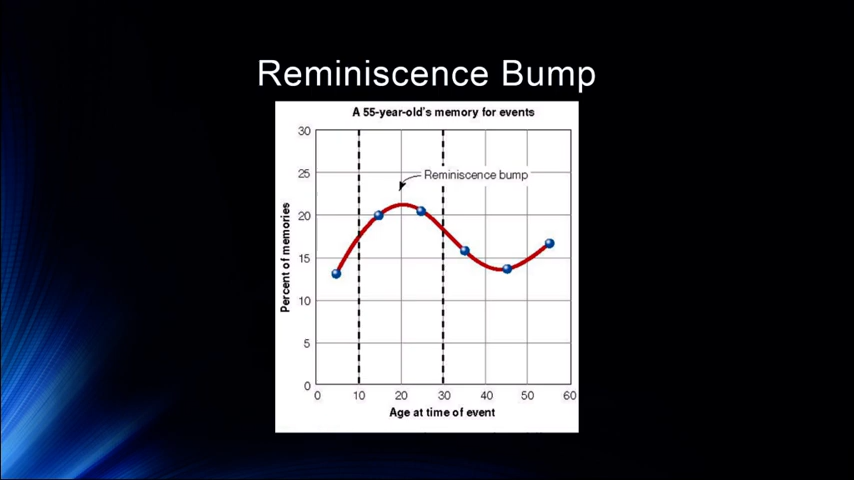 Reminiscence Bump
A 55-year-old's memory for events
30
25
20
15
10
5
0
Percent of memories
Reminiscence bump
0 10 20 30 40 50 60
Age at time of event